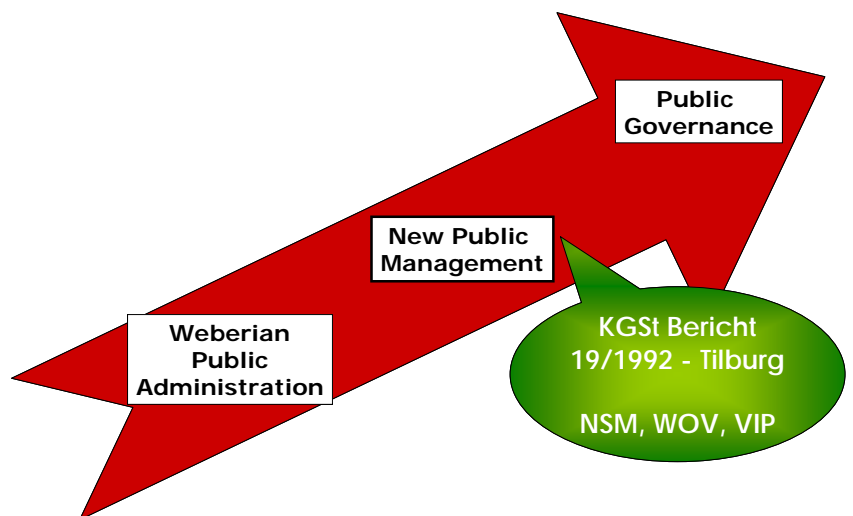 Public
Governance
New Public
Management
KGSt Bericht
19/1992 - Tilburg
NSM, WOV, VIP
Weberian
Public
Administration